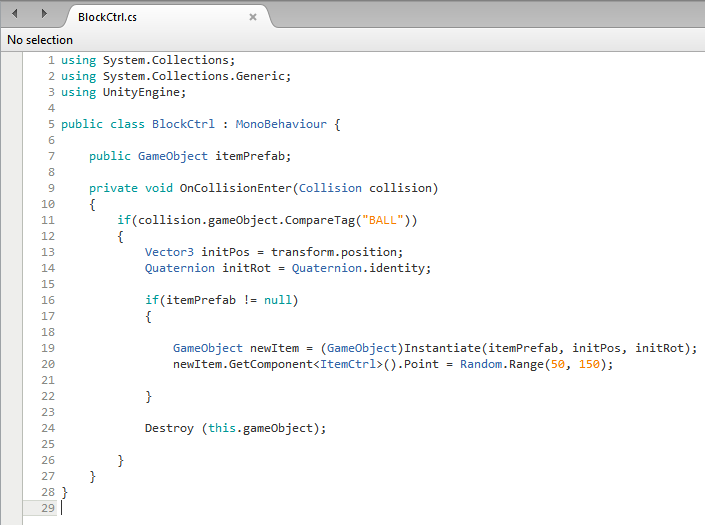 BlockCtrl.cs
No selection
1 using System.Collections;
2 using System.Collections.Generic;
3 using UnityEngine;
4
5 public class BlockCtrl : MonoBehaviour {
6
7 public GameObject itemPrefab;
8
9 private void OnCollisionEnter(Collision collision)
10 {
11 if(collision.gameObject.CompareTag("BALL"))
12 {
13 Vector3 initPos = transform.position;
14 Quaternion initRot = Quaternion.identity;
15
16 if(itemPrefab != null)
17 {
18
19 GameObject newItem = (GameObject)Instantiate(itemPrefab, initPos, initRot);
20 newItem.GetComponent<ItemCtrl>().Point = Random.Range(50, 150);
21
22 }
23
24 Destroy (this.gameObject);
25
26 }
27 }
28 }
29